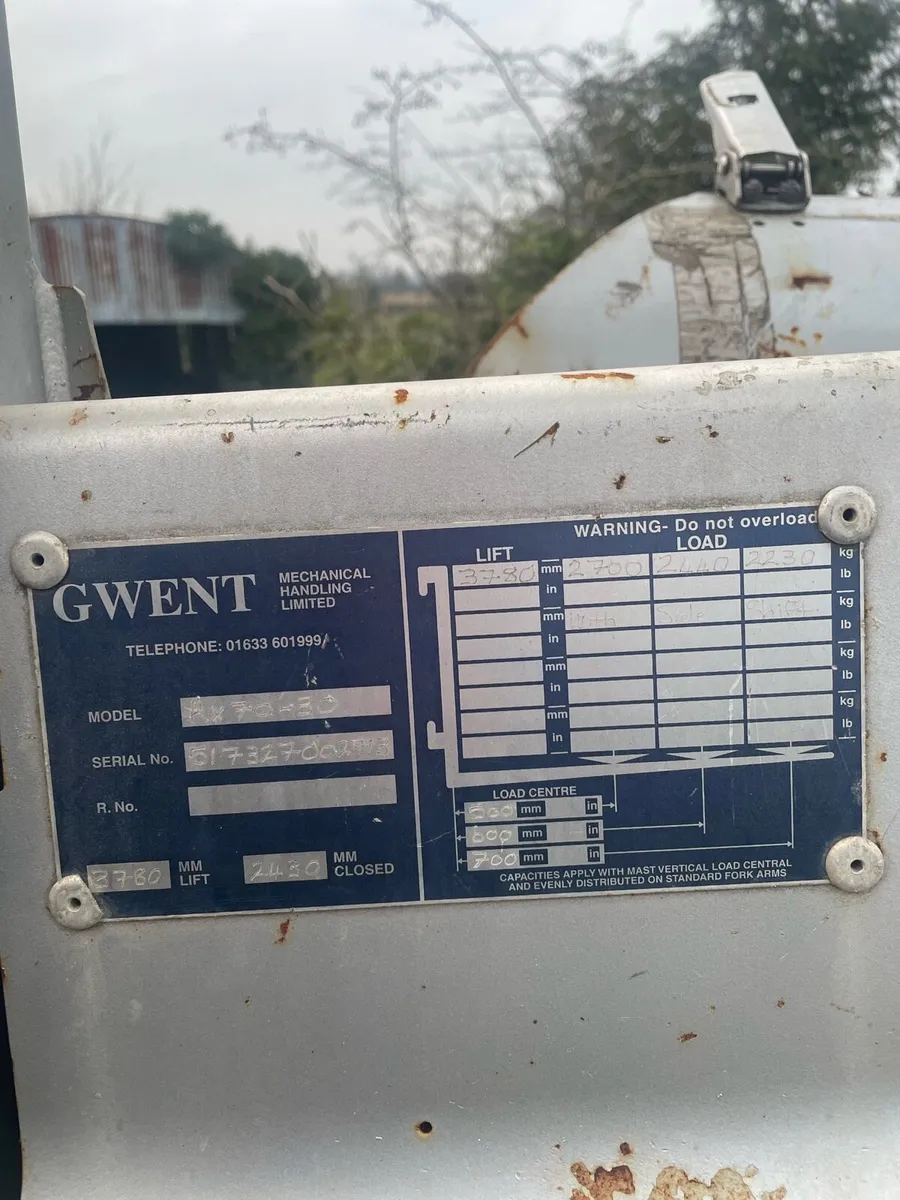 GWENT MECHANICAL
HANDLING
LIMITED
TELEPHONE: 01633 601999
MODEL
SERIAL No.
R. No.
3780 MM LIFT 2430 MM CLOSED
WARNING- Do not overload
LIFT LOAD
3780 mm 2700 2440 2230 kg
in lb
mm With Side Shift kg
in lb
mm kg
in lb
mm kg
in lb
LOAD CENTRE
500 mm in
600 mm in
700 mm in
CAPACITIES APPLY WITH MAST VERTICAL LOAD CENTRAL
AND EVENLY DISTRIBUTED ON STANDARD FORK ARMS